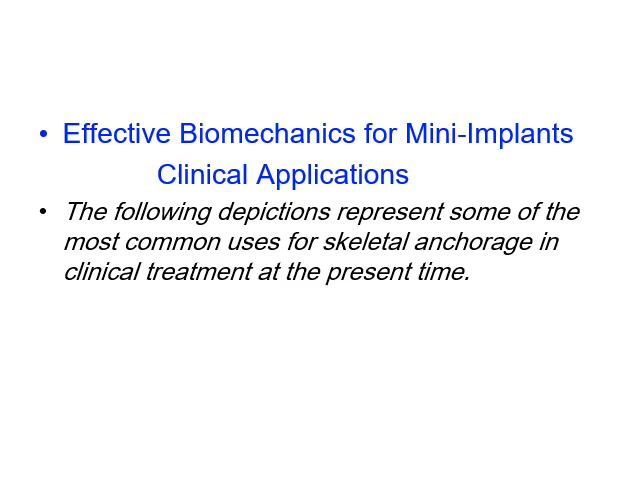 • Effective Biomechanics for Mini-Implants
Clinical Applications
• The following depictions represent some of the
most common uses for skeletal anchorage in
clinical treatment at the present time.